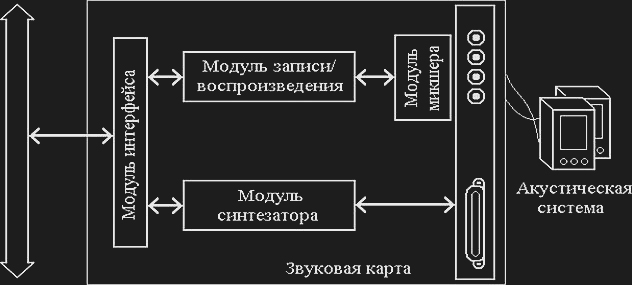 Модуль интерфейса
Модуль записи/
воспроизведения
Модуль
микшера
Модуль
синтезатора
Акустическая
система
Звуковая карта